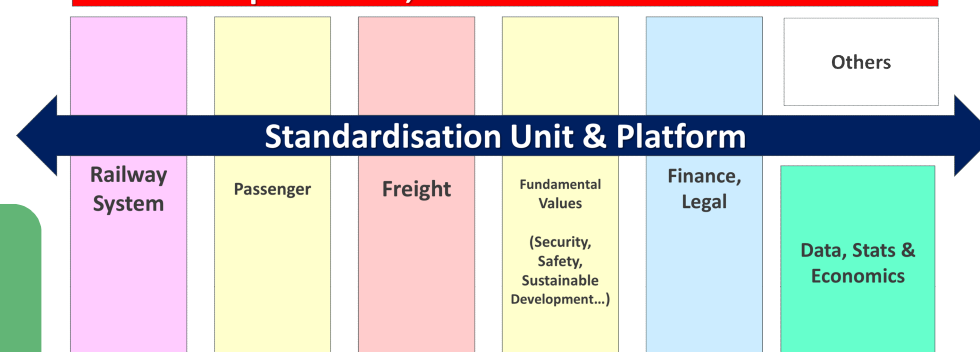 Others
Standardisation Unit & Platform
Railway
System
Passenger
Freight
Fundamental
Values
(Security,
Safety,
Sustainable
Development...)
Finance,
Legal
Data, Stats &
Economics